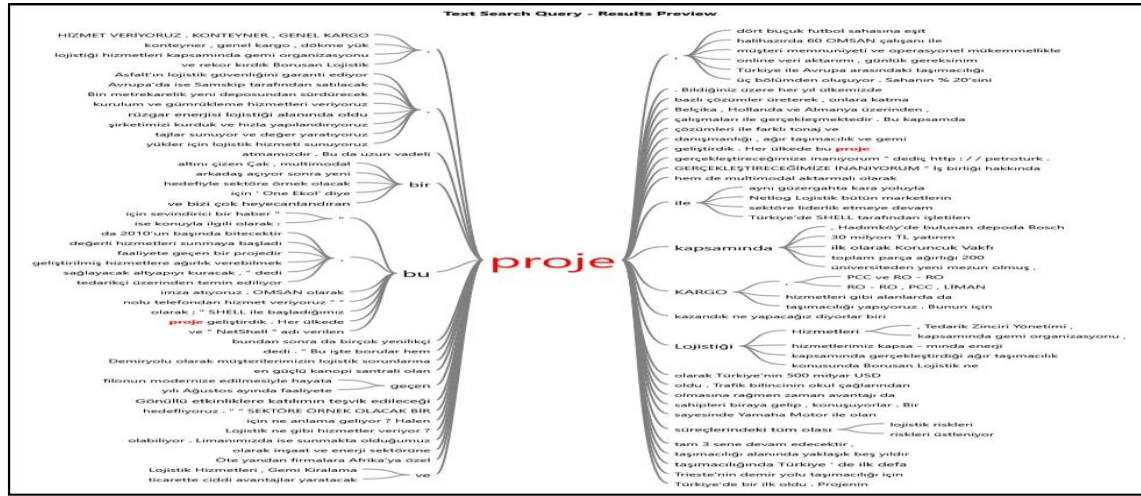 Text Search Query - Results Preview
HİZMET VERİYORUZ . KONTEYNER , GENEL KARGO
konteyner , genel kargo , dökme yük
lojistiği hizmetleri kapsamında gemi organizasyonu
ve rekor kırdık Borusan Lojistik
.
Asfalt'ın lojistik güvenliğini garanti ediyor
Avrupa'da ise Samskip tarafından satılacak
Bin metrekarelik yeni deposundan sürdürecek
kurulum ve gümrükleme hizmetleri veriyoruz
rüzgar enerjisi lojistiği alanında oldu
şirketimizi kurduk ve hızla yapılandırıyoruz
tajlar sunuyor ve değer yaratıyoruz
yükler için lojistik hizmeti sunuyoruz
.
atmamızdır . Bu da uzun vadeli
altını çizen Çak , multimodal
arkadaş açıyor sonra yeni
hedefiyle sektöre örnek olacak
için ' One Ekol' diye
ve bizi çok heyecanlandıran
bir
için sevindirici bir haber "
ise konuyla ilgili olarak :
"
da 2010'un başında bitecektir
değerli hizmetleri sunmaya başladı
faaliyete geçen bir projedir
geliştirilmiş hizmetlere ağırlık verebilmek
sağlayacak altyapıyı kuracak , " dedi
tedarikçi üzerinden temin ediliyor
.
imza atıyoruz . OMSAN olarak
nolu telefondan hizmet veriyoruz " "
olarak ; " SHELL ile başladığımız
proje geliştirdik . Her ülkede
ve " NetShell " adı verilen
bu
bundan sonra da birçok yenilikçi
dedi . " Bu işte borular hem
Demiryolu olarak müşterilerimizin lojistik sorunlarına
en güçlü kanopi santrali olan
filonun modernize edilmesiyle hayata
yılı Ağustos ayında faaliyete
geçen
Gönüllü etkinliklere katılımın teşvik edileceği
hedefliyoruz . " " SEKTÖRE ÖRNEK OLACAK BİR
için ne anlama geliyor ? Halen
Lojistik ne gibi hizmetler veriyor ?
olabiliyor . Limanımızda ise sunmakta olduğumuz
olarak inşaat ve enerji sektörüne
Öte yandan firmalara Afrika'ya özel
Lojistik Hizmetleri , Gemi Kiralama
ticarette ciddi avantajlar yaratacak
ve
proje
.
dört buçuk futbol sahasına eşit
halihazırda 60 OMSAN çalışanı ile
müşteri memnuniyeti ve operasyonel mükemmellikle
online veri aktarımı , günlük gereksinim
Türkiye ile Avrupa arasındaki taşımacılığı
üç bölümden oluşuyor . Sahanın % 20'sini
. Bildiğiniz üzere her yıl ülkemizde
bazlı çözümler üreterek , onlara katma
Belçika , Hollanda ve Almanya üzerinden ,
çalışmaları ile gerçekleşmektedir . Bu kapsamda
çözümleri ile farklı tonaj ve
danışmanlığı , ağır taşımacılık ve gemi
geliştirdik . Her ülkede bu proje
gerçekleştireceğimize inanıyorum " dediç http : / / petroturk .
GERÇEKLEŞTİRECEĞİMİZE İNANIYORUM " İş birliği hakkında
hem de multimodal aktarmalı olarak
ile
aynı güzergahta kara yoluyla
Netlog Lojistik bütün marketlerin
sektöre liderlik etmeye devam
Türkiye'de SHELL tarafından işletilen
kapsamında
, Hadımköy'de bulunan depoda Bosch
30 milyon TL yatırım
ilk olarak Koruncuk Vakfı
toplam parça ağırlığı 200
üniversiteden yeni mezun olmuş .
KARGO
,
PCC ve RO - RO
RO - RO , PCC , LİMAN
hizmetleri gibi alanlarda da
taşımacılığı yapıyoruz . Bunun için
kazandık ne yapacağız diyorlar biri
Lojistiği
Hizmetleri
, Tedarik Zinciri Yönetimi ,
kapsamında gemi organizasyonu ,
hizmetlerimiz kapsa - mında enerji
kapsamında gerçekleştirdiği ağır taşımacılık
konusunda Borusan Lojistik ne
olarak Türkiye'nin 500 milyar USD
oldu . Trafik bilincinin okul çağlarından
olmasına rağmen zaman avantajı da
sahipleri biraya gelip , konuşuyorlar . Bir
sayesinde Yamaha Motor ile olan
süreçlerindeki tüm olası
lojistik riskleri
riskleri üstleniyor
tam 3 sene devam edecektir ,
taşımacılığı alanında yaklaşık beş yıldır
taşımacılığında Türkiye ' de ilk defa
Trieste'nin demir yolu taşımacılığı için
Türkiye'de bir ilk oldu . Projenin